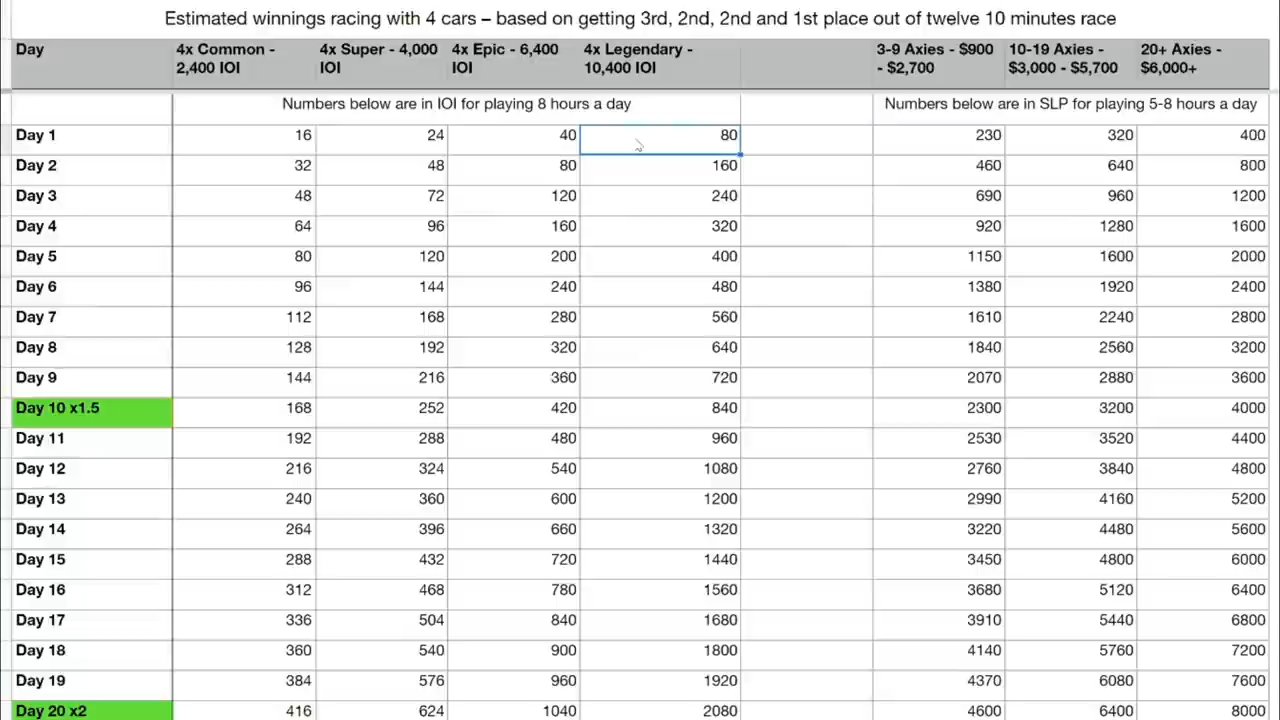 Estimated winnings racing with 4 cars – based on getting 3rd, 2nd, 2nd and 1st place out of twelve 10 minutes race
Day 4x Common - 2,400 IOI 4x Super - 4,000 IOI 4x Epic - 6,400 IOI 4x Legendary - 10,400 IOI 3-9 Axies - $900 - $2,700 10-19 Axies - $3,000 - $5,700 20+ Axies - $6,000+
Numbers below are in IOI for playing 8 hours a day Numbers below are in SLP for playing 5-8 hours a day
Day 1 16 24 40 80 230 320 400
Day 2 32 48 80 160 460 640 800
Day 3 48 72 120 240 690 960 1200
Day 4 64 96 160 320 920 1280 1600
Day 5 80 120 200 400 1150 1600 2000
Day 6 96 144 240 480 1380 1920 2400
Day 7 112 168 280 560 1610 2240 2800
Day 8 128 192 320 640 1840 2560 3200
Day 9 144 216 360 720 2070 2880 3600
Day 10 x1.5 168 252 420 840 2300 3200 4000
Day 11 192 288 480 960 2530 3520 4400
Day 12 216 324 540 1080 2760 3840 4800
Day 13 240 360 600 1200 2990 4160 5200
Day 14 264 396 660 1320 3220 4480 5600
Day 15 288 432 720 1440 3450 4800 6000
Day 16 312 468 780 1560 3680 5120 6400
Day 17 336 504 840 1680 3910 5440 6800
Day 18 360 540 900 1800 4140 5760 7200
Day 19 384 576 960 1920 4370 6080 7600
Day 20 x2 416 624 1040 2080 4600 6400 8000